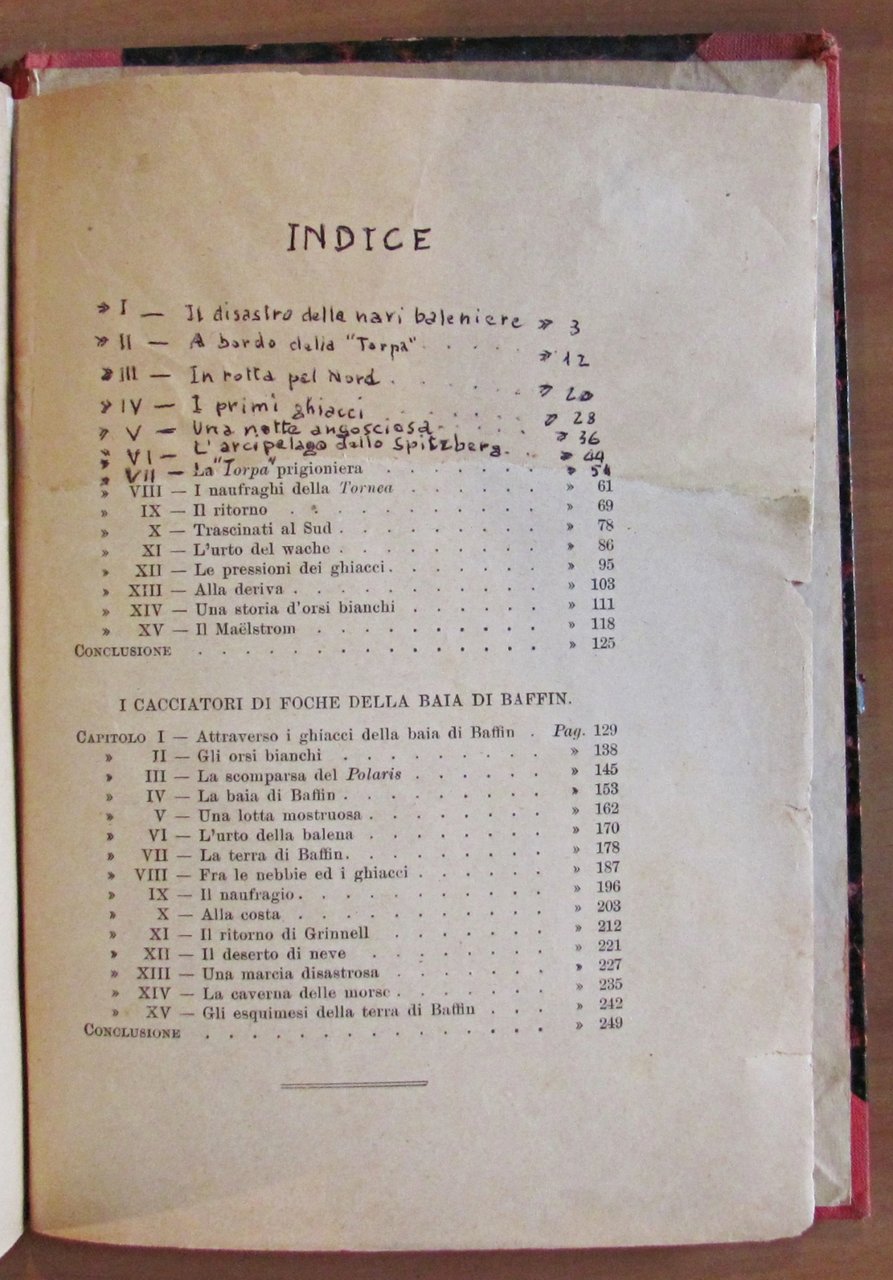 INDICE
» I — Il disastro delle navi baleniere » 3
» II — A bordo della "Torpa" . . . . . » 12
» III — In rotta pel Nord . . . . . » 20
» IV — I primi ghiacci . . . . . » 28
» V — Una notte angosciosa . . . . » 36
» VI — L'arcipelago dello Spitzberg. . . » 44
» VII — La "Torpa" prigioniera . . . . . . » 54
» VIII — I naufraghi della Tornea . . . . . . » 61
» IX — Il ritorno . . . . . . . . . . » 69
» X — Trascinati al Sud . . . . . . . . . » 78
» XI — L'urto del wache . . . . . . . . . » 86
» XII — Le pressioni dei ghiacci . . . . . . . » 95
» XIII — Alla deriva . . . . . . . . . . . » 103
» XIV — Una storia d'orsi bianchi . . . . . . » 111
» XV — Il Maëlstrom . . . . . . . . . . » 118
CONCLUSIONE . . . . . . . . . . . . . . . » 125
I CACCIATORI DI FOCHE DELLA BAIA DI BAFFIN.
CAPITOLO I — Attraverso i ghiacci della baia di Baffin . Pag. 129
» II — Gli orsi bianchi . . . . . . . . . » 138
» III — La scomparsa del Polaris . . . . . . » 145
» IV — La baia di Baffin . . . . . . . . . » 153
» V — Una lotta mostruosa . . . . . . . . » 162
» VI — L'urto della balena . . . . . . . . » 170
» VII — La terra di Baffin. . . . . . . . . » 178
» VIII — Fra le nebbie ed i ghiacci . . . . . . » 187
» IX — Il naufragio . . . . . . . . . . . » 196
» X — Alla costa . . . . . . . . . . . » 203
» XI — Il ritorno di Grinnell . . . . . . . » 212
» XII — Il deserto di neve . . . . . . . . » 221
» XIII — Una marcia disastrosa . . . . . . . » 227
» XIV — La caverna delle morse . . . . . . . » 235
» XV — Gli esquimesi della terra di Baffin . . . » 242
CONCLUSIONE . . . . . . . . . . . . . . » 249